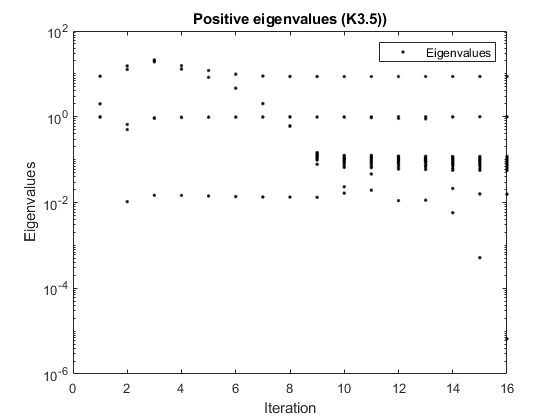 Positive eigenvalues (K3.5))
Eigenvalues
10^2
10^0
10^-2
10^-4
10^-6
Eigenvalues
0 2 4 6 8 10 12 14 16
Iteration